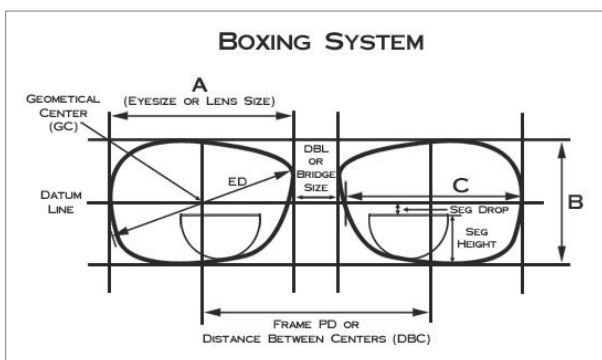 BOXING SYSTEM
A
(EYESIZE OR LENS SIZE)
GEOMETICAL
CENTER
(GC)
DBL
OR
BRIDGE
SIZE
ED
C
DATUM
LINE
SEG DROP
B
SEG
HEIGHT
FRAME PD OR
DISTANCE BETWEEN CENTERS (DBC)